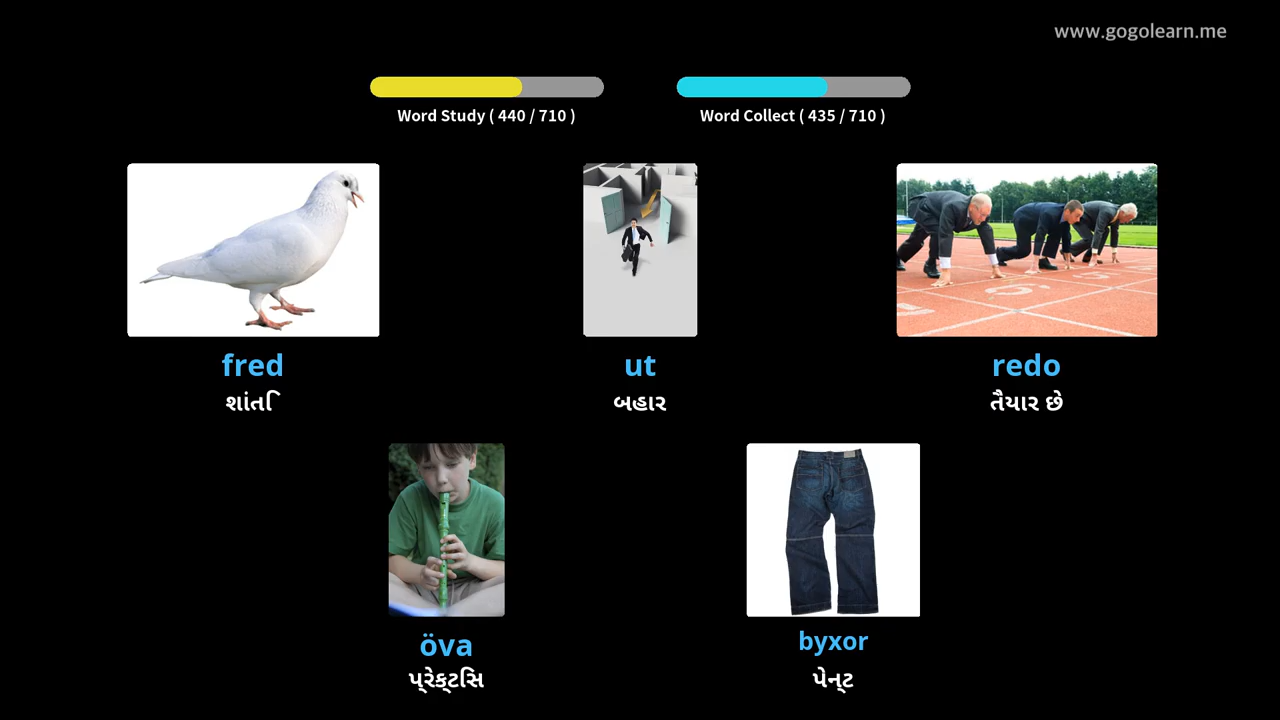 www.gogolearn.me
Word Study ( 440 / 710 )
Word Collect ( 435 / 710 )
fred
શાંતિ
ut
બહાર
redo
તૈયાર છે
öva
પ્રેક્ટિસ
byxor
પેન્ટ